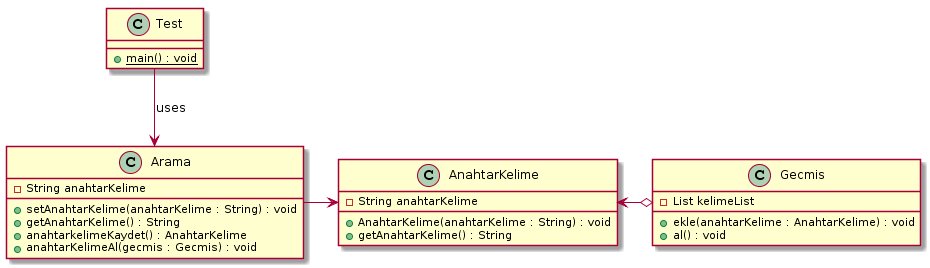 C Test
main() : void
uses
C Arama
String anahtarKelime
setAnahtarKelime(anahtarKelime : String) : void
getAnahtarKelime() : String
anahtarkelimeKaydet() : AnahtarKelime
anahtarKelimeAl(gecmis : Gecmis) : void
C AnahtarKelime
String anahtarKelime
AnahtarKelime(anahtarKelime : String) : void
getAnahtarKelime() : String
C Gecmis
List kelimeList
ekle(anahtarKelime : AnahtarKelime) : void
al() : void